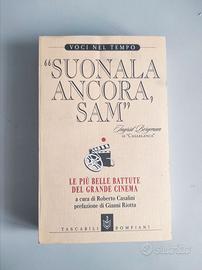 VOCI NEL TEMPO
"SUONALA
ANCORA,
SAM"
Ingrid Bergman
in "CASABLANCA"
LE PIÙ BELLE BATTUTE
DEL GRANDE CINEMA
a cura di Roberto Casalini
prefazione di Gianni Riotta
TASCABILI BOMPIANI
subito